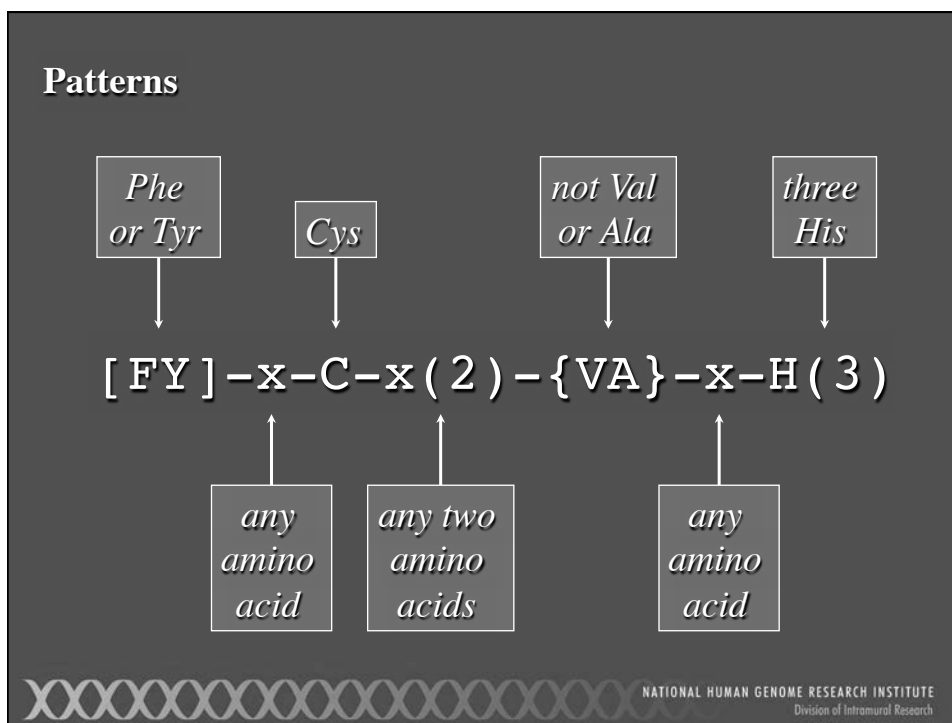 Patterns
Phe
or Tyr
Cys
not Val
or Ala
three
His
[FY]–x–C–x(2)–{VA}–x–H(3)
any
amino
acid
any two
amino
acids
any
amino
acid
NATIONAL HUMAN GENOME RESEARCH INSTITUTE
Division of Intramural Research